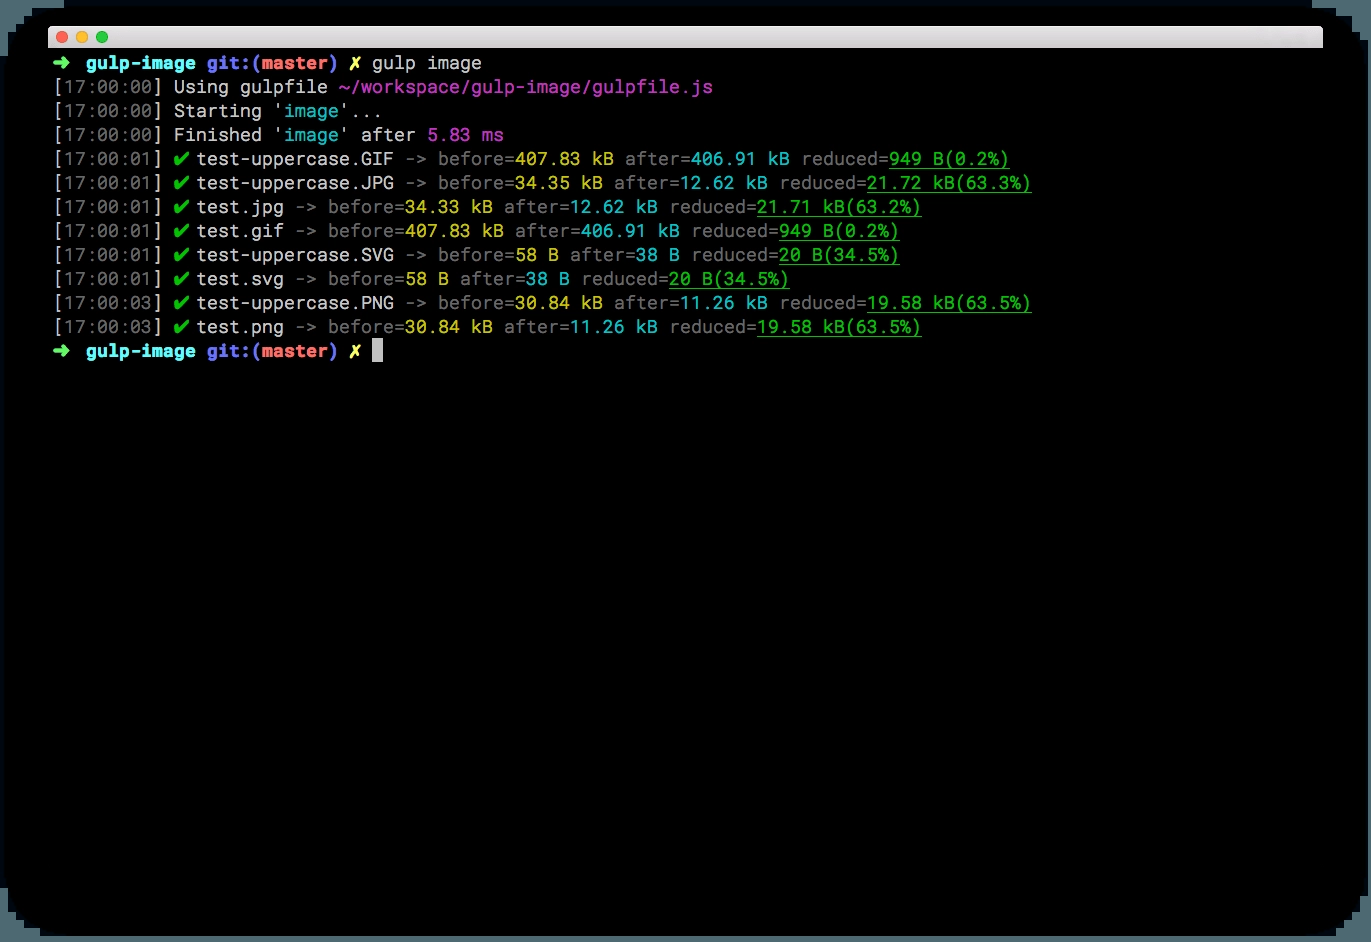 ➜ gulp-image git:(master) ✗ gulp image
[17:00:00] Using gulpfile ~/workspace/gulp-image/gulpfile.js
[17:00:00] Starting 'image'...
[17:00:00] Finished 'image' after 5.83 ms
[17:00:01] ✔ test-uppercase.GIF -> before=407.83 kB after=406.91 kB reduced=949 B(0.2%)
[17:00:01] ✔ test-uppercase.JPG -> before=34.35 kB after=12.62 kB reduced=21.72 kB(63.3%)
[17:00:01] ✔ test.jpg -> before=34.33 kB after=12.62 kB reduced=21.71 kB(63.2%)
[17:00:01] ✔ test.gif -> before=407.83 kB after=406.91 kB reduced=949 B(0.2%)
[17:00:01] ✔ test-uppercase.SVG -> before=58 B after=38 B reduced=20 B(34.5%)
[17:00:01] ✔ test.svg -> before=58 B after=38 B reduced=20 B(34.5%)
[17:00:03] ✔ test-uppercase.PNG -> before=30.84 kB after=11.26 kB reduced=19.58 kB(63.5%)
[17:00:03] ✔ test.png -> before=30.84 kB after=11.26 kB reduced=19.58 kB(63.5%)
➜ gulp-image git:(master) ✗